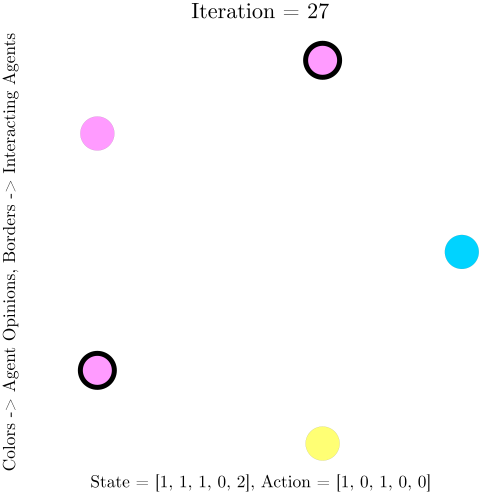 Iteration = 27
Colors -> Agent Opinions, Borders -> Interacting Agents
State = [1, 1, 1, 0, 2], Action = [1, 0, 1, 0, 0]